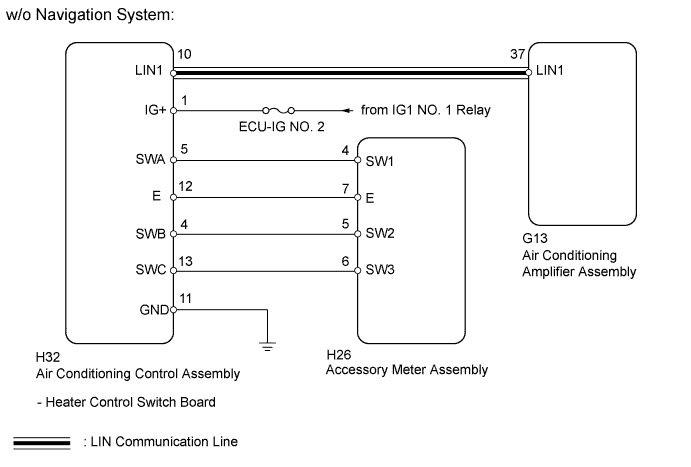 w/o Navigation System:
10
37
LIN1
LIN1
1
IG+
from IG1 NO. 1 Relay
ECU-IG NO. 2
5
4
SWA
SW1
12
7
E
E
4
5
SWB
SW2
13
6
SWC
SW3
11
GND
G13
Air Conditioning
Amplifier Assembly
H32
Air Conditioning Control Assembly
H26
Accessory Meter Assembly
- Heater Control Switch Board
: LIN Communication Line